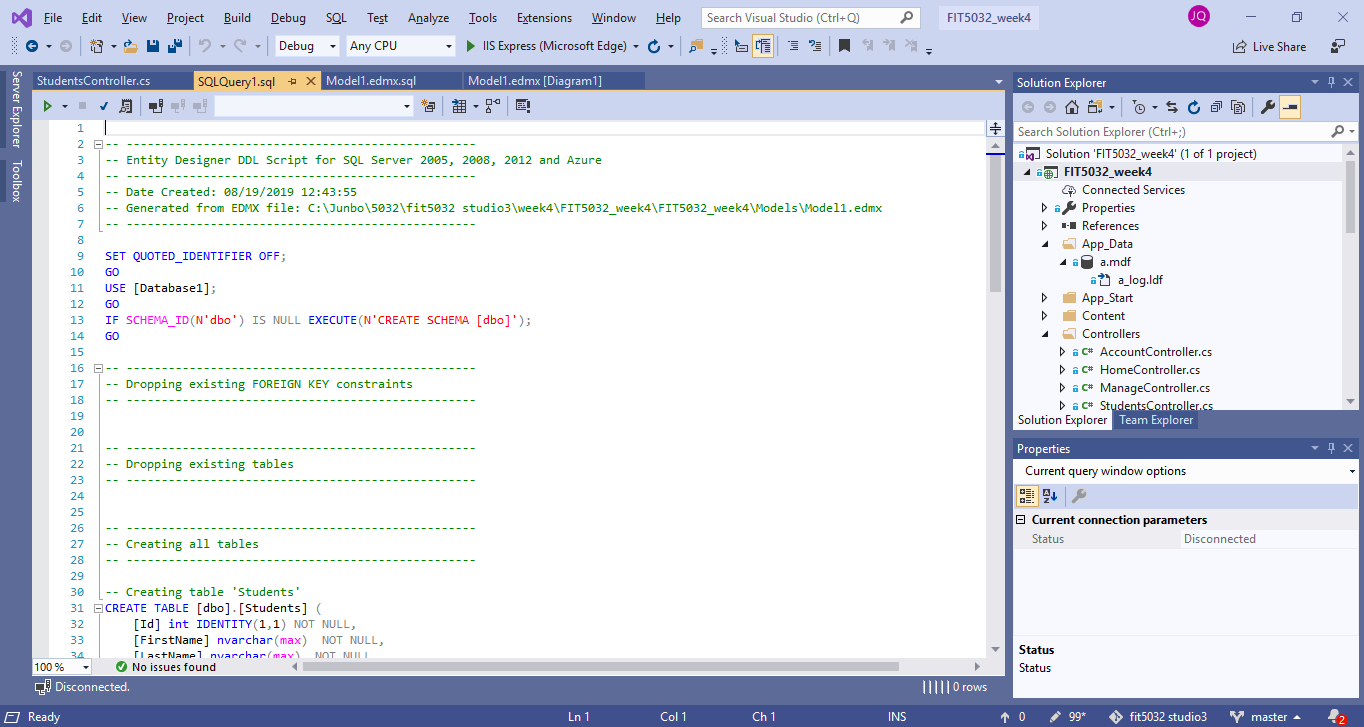 File Edit View Project Build Debug SQL Test Analyze Tools Extensions Window Help Search Visual Studio (Ctrl+Q) FIT5032_week4 JQ
Debug Any CPU IIS Express (Microsoft Edge) Live Share
Server Explorer
Toolbox
StudentsController.cs SQLQuery1.sql Model1.edmx.sql Model1.edmx [Diagram1]
1
2 -- --------------------------------------------------
3 -- Entity Designer DDL Script for SQL Server 2005, 2008, 2012 and Azure
4 -- --------------------------------------------------
5 -- Date Created: 08/19/2019 12:43:55
6 -- Generated from EDMX file: C:\Junbo\5032\fit5032 studio3\week4\FIT5032_week4\FIT5032_week4\Models\Model1.edmx
7 -- --------------------------------------------------
8
9 SET QUOTED_IDENTIFIER OFF;
10 GO
11 USE [Database1];
12 GO
13 IF SCHEMA_ID(N'dbo') IS NULL EXECUTE(N'CREATE SCHEMA [dbo]');
14 GO
15
16 -- --------------------------------------------------
17 -- Dropping existing FOREIGN KEY constraints
18 -- --------------------------------------------------
19
20
21 -- --------------------------------------------------
22 -- Dropping existing tables
23 -- --------------------------------------------------
24
25
26 -- --------------------------------------------------
27 -- Creating all tables
28 -- --------------------------------------------------
29
30 -- Creating table 'Students'
31 CREATE TABLE [dbo].[Students] (
32 [Id] int IDENTITY(1,1) NOT NULL,
33 [FirstName] nvarchar(max) NOT NULL,
34 [LastName] nvarchar(max) NOT NULL
100 % No issues found
Disconnected. 0 rows
Solution Explorer
Search Solution Explorer (Ctrl+;)
Solution 'FIT5032_week4' (1 of 1 project)
FIT5032_week4
Connected Services
Properties
References
App_Data
a.mdf
a_log.ldf
App_Start
Content
Controllers
C# AccountController.cs
C# HomeController.cs
C# ManageController.cs
C# StudentsController.cs
Solution Explorer Team Explorer
Properties
Current query window options
Current connection parameters
Status Disconnected
Status
Status
Ready Ln 1 Col 1 Ch 1 INS 0 99* fit5032 studio3 master 2